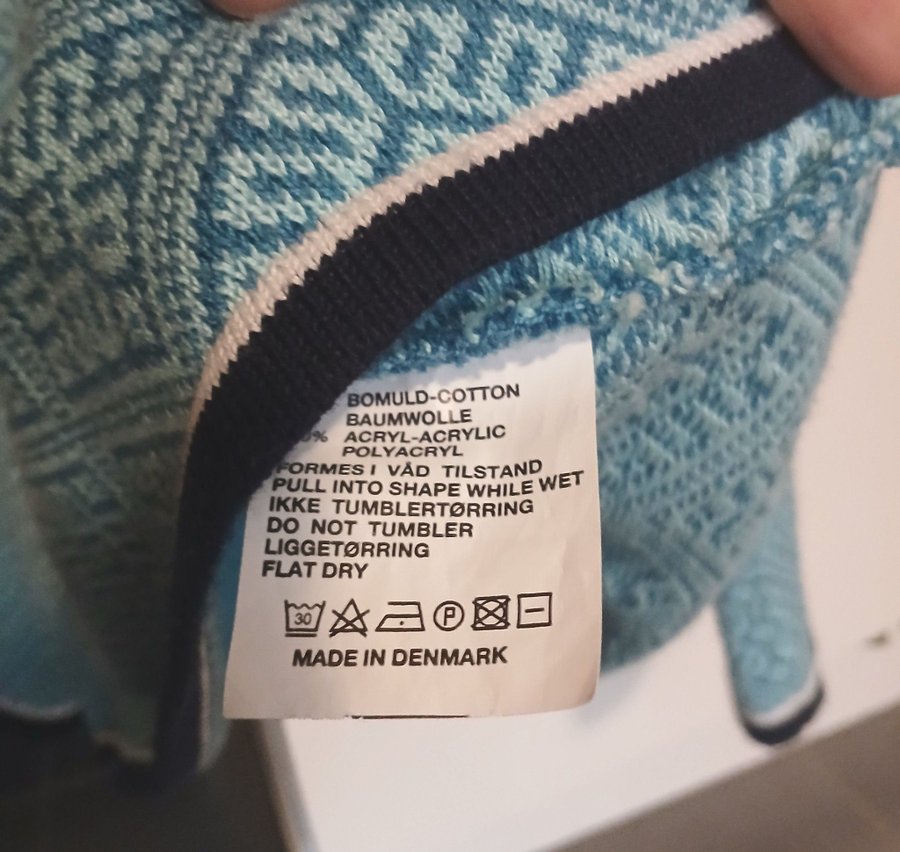 BOMULD-COTTON
BAUMWOLLE
% ACRYL-ACRYLIC
POLYACRYL
FORMES I VÅD TILSTAND
PULL INTO SHAPE WHILE WET
IKKE TUMBLERTØRRING
DO NOT TUMBLER
LIGGETØRRING
FLAT DRY
30 P
MADE IN DENMARK